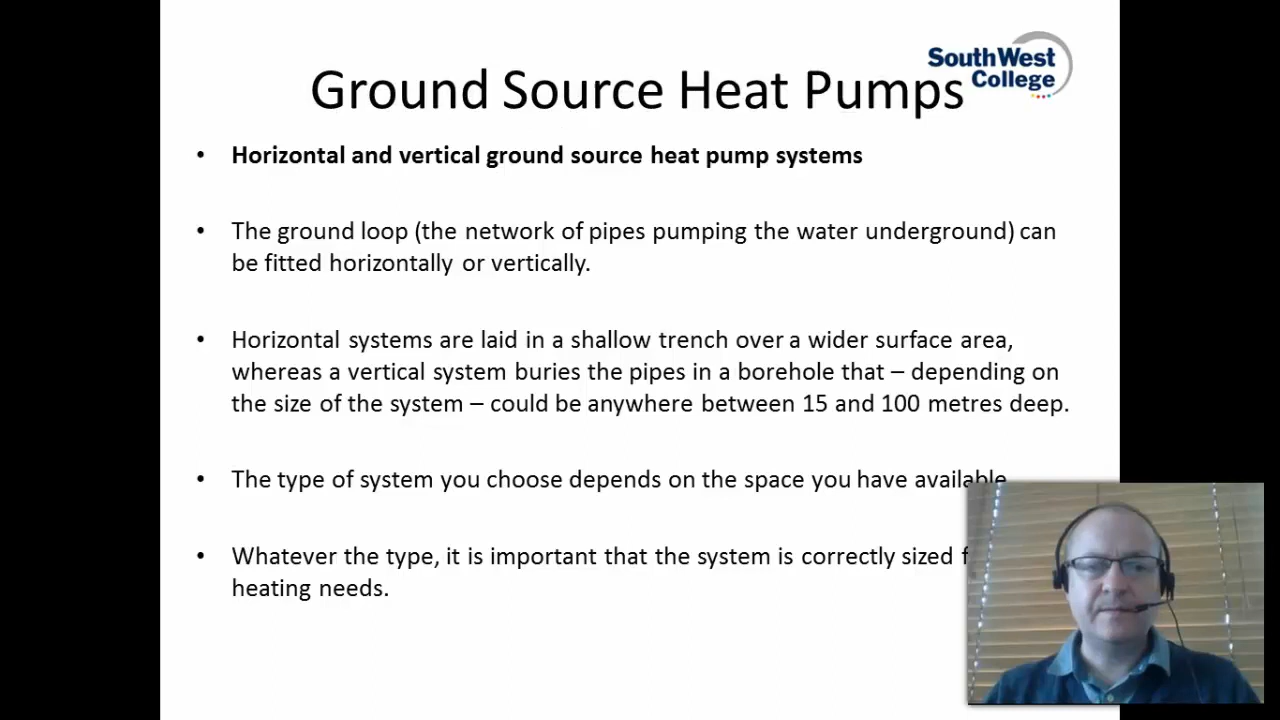 Ground Source Heat Pumps
SouthWest
College
• Horizontal and vertical ground source heat pump systems
• The ground loop (the network of pipes pumping the water underground) can
be fitted horizontally or vertically.
• Horizontal systems are laid in a shallow trench over a wider surface area,
whereas a vertical system buries the pipes in a borehole that – depending on
the size of the system – could be anywhere between 15 and 100 metres deep.
• The type of system you choose depends on the space you have available
• Whatever the type, it is important that the system is correctly sized
heating needs.